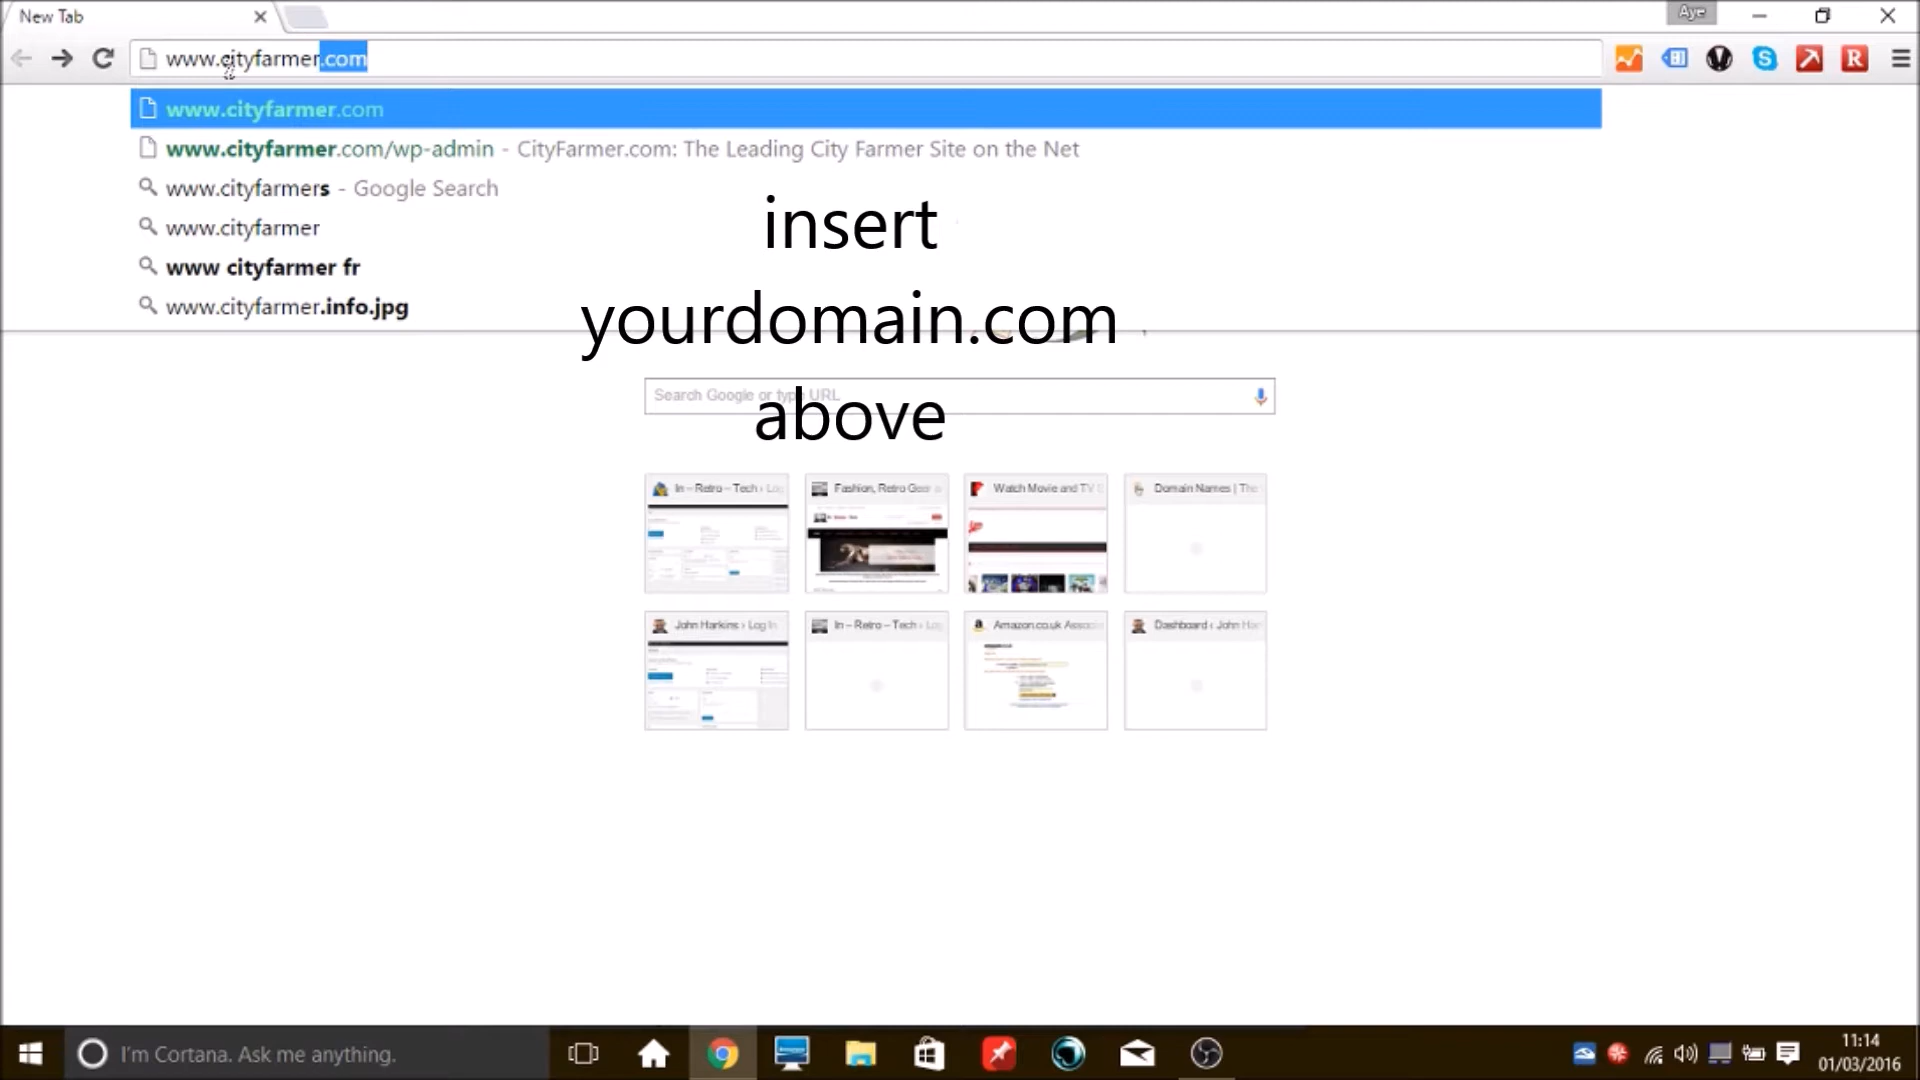 New Tab
Aye
www.cityfarmer.com
www.cityfarmer.com
www.cityfarmer.com/wp-admin - CityFarmer.com: The Leading City Farmer Site on the Net
www.cityfarmers - Google Search
www.cityfarmer
www cityfarmer fr
www.cityfarmer.info.jpg
insert
yourdomain.com
above
Search Google or type URL
In – Retro – Tech › Log
Fashion, Retro Gear
Watch Movie and TV
Domain Names | The
John Harkins › Log In
In – Retro – Tech › Log
Amazon.co.uk
Dashboard ‹ John
I'm Cortana. Ask me anything.
11:14
01/03/2016